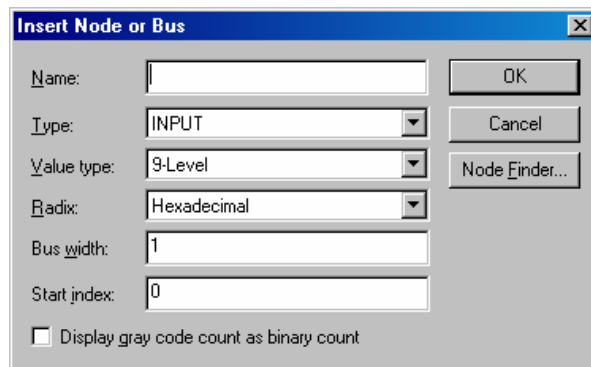 Insert Node or Bus
Name:
OK
Type: INPUT
Cancel
Value type: 9-Level
Node Finder...
Radix: Hexadecimal
Bus width: 1
Start index: 0
Display gray code count as binary count